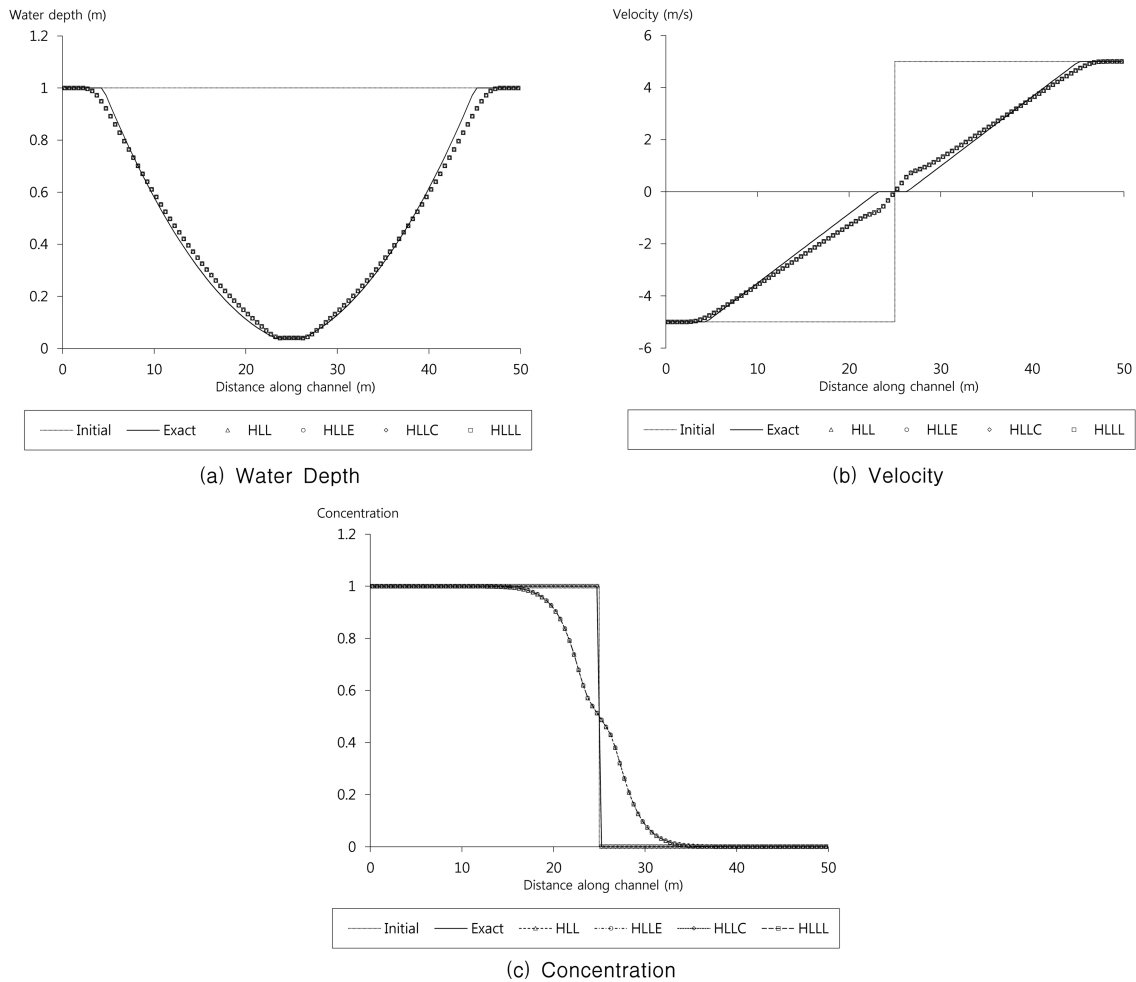 Water depth (m)
1.2
1
0.8
0.6
0.4
0.2
0
0 10 20 30 40 50
Distance along channel (m)
Initial Exact HLL HLLE HLLC HLLL
(a) Water Depth
Velocity (m/s)
6
4
2
0
-2
-4
-6
0 10 20 30 40 50
Distance along channel (m)
Initial Exact HLL HLLE HLLC HLLL
(b) Velocity
Concentration
1.2
1
0.8
0.6
0.4
0.2
0
0 10 20 30 40 50
Distance along channel (m)
Initial Exact HLL HLLE HLLC HLLL
(c) Concentration